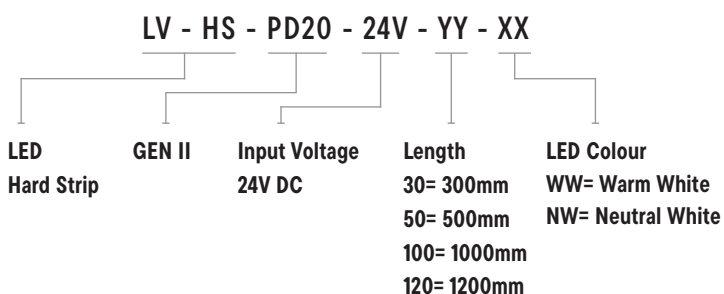 LV - HS - PD20 - 24V - YY - XX
LED
Hard Strip
GEN II
Input Voltage
24V DC
Length
30= 300mm
50= 500mm
100= 1000mm
120= 1200mm
LED Colour
WW= Warm White
NW= Neutral White